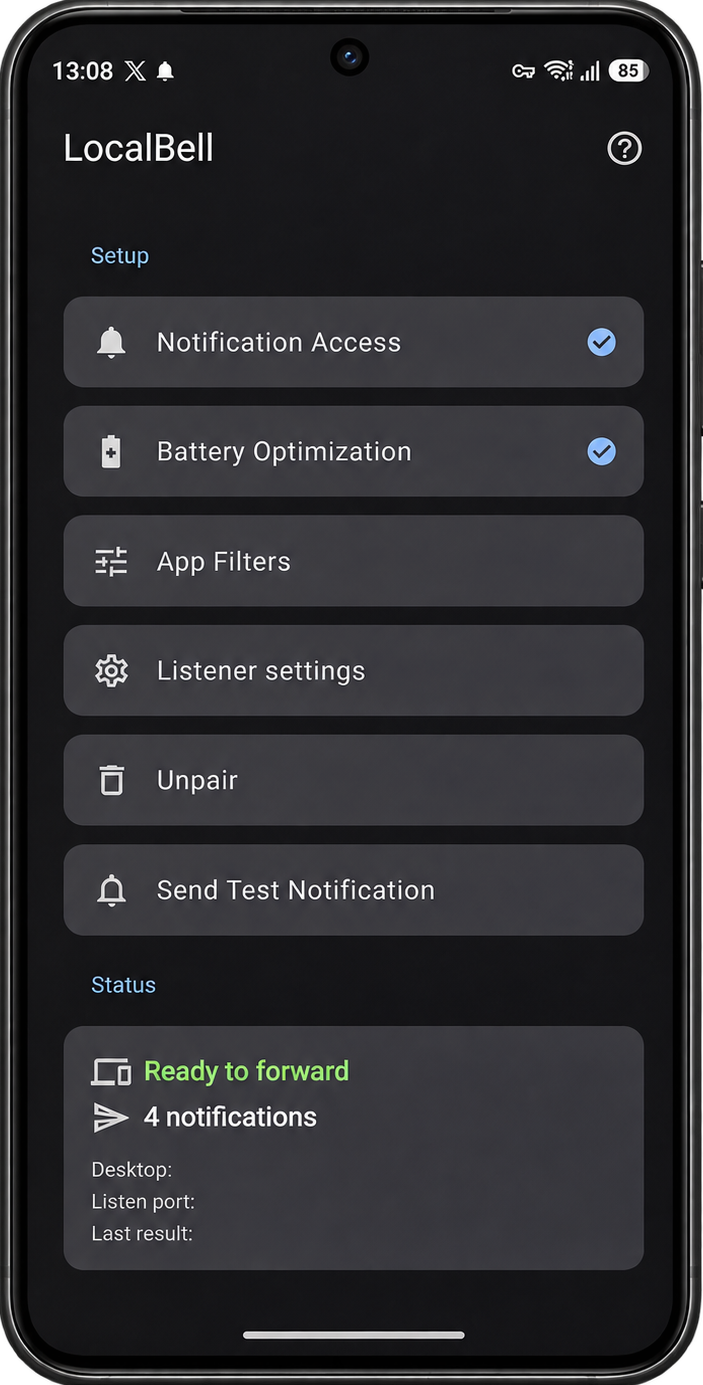 13:08 85
LocalBell
Setup
Notification Access
Battery Optimization
App Filters
Listener settings
Unpair
Send Test Notification
Status
Ready to forward
4 notifications
Desktop:
Listen port:
Last result: